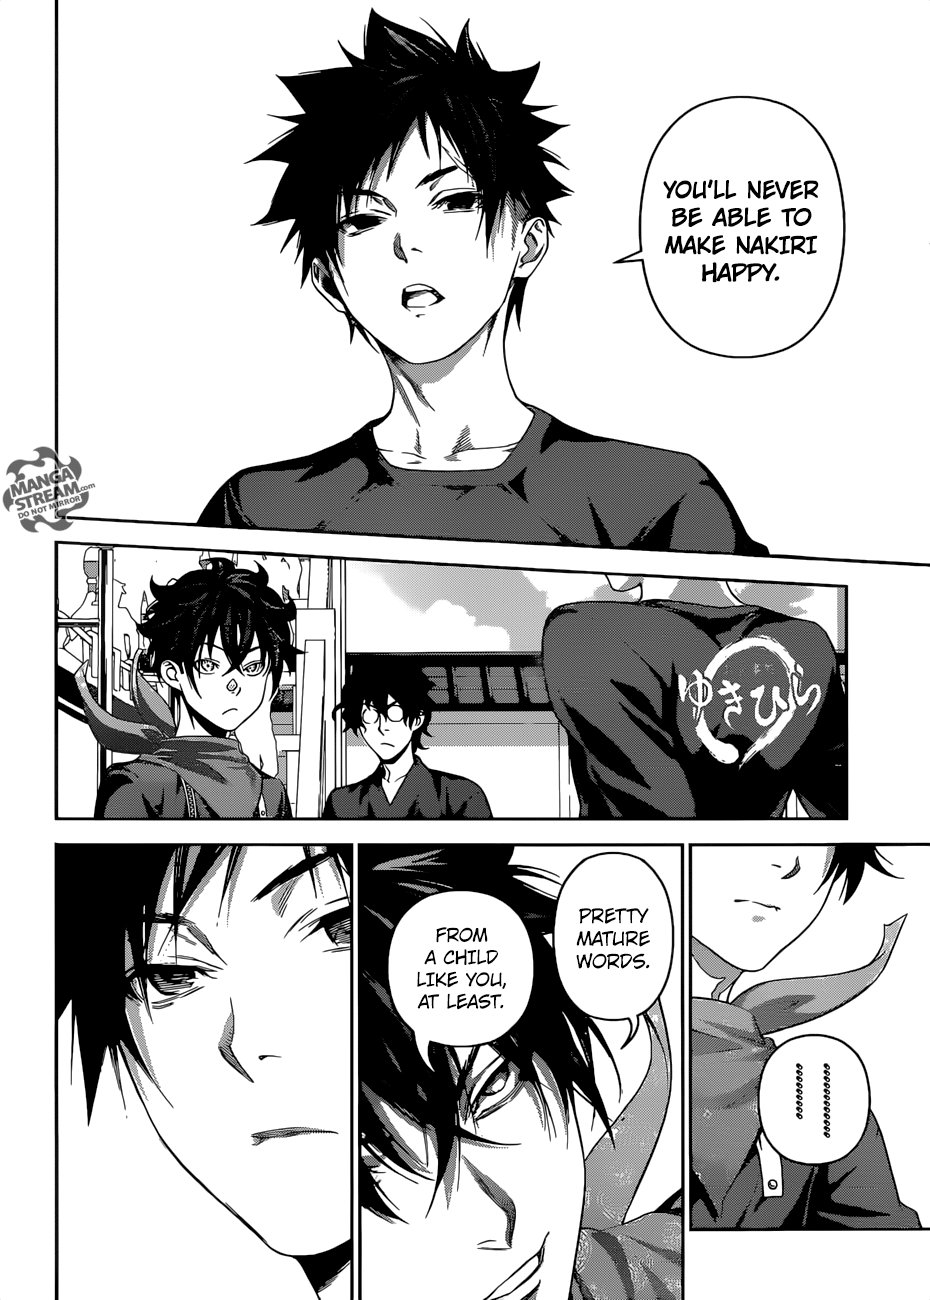 YOU'LL NEVER
BE ABLE TO
MAKE NAKIRI
HAPPY.
MANGA
STREAM.com
DO NOT MIRROR
ゆきひら
PRETTY
MATURE
WORDS.
FROM
A CHILD
LIKE YOU,
AT LEAST.